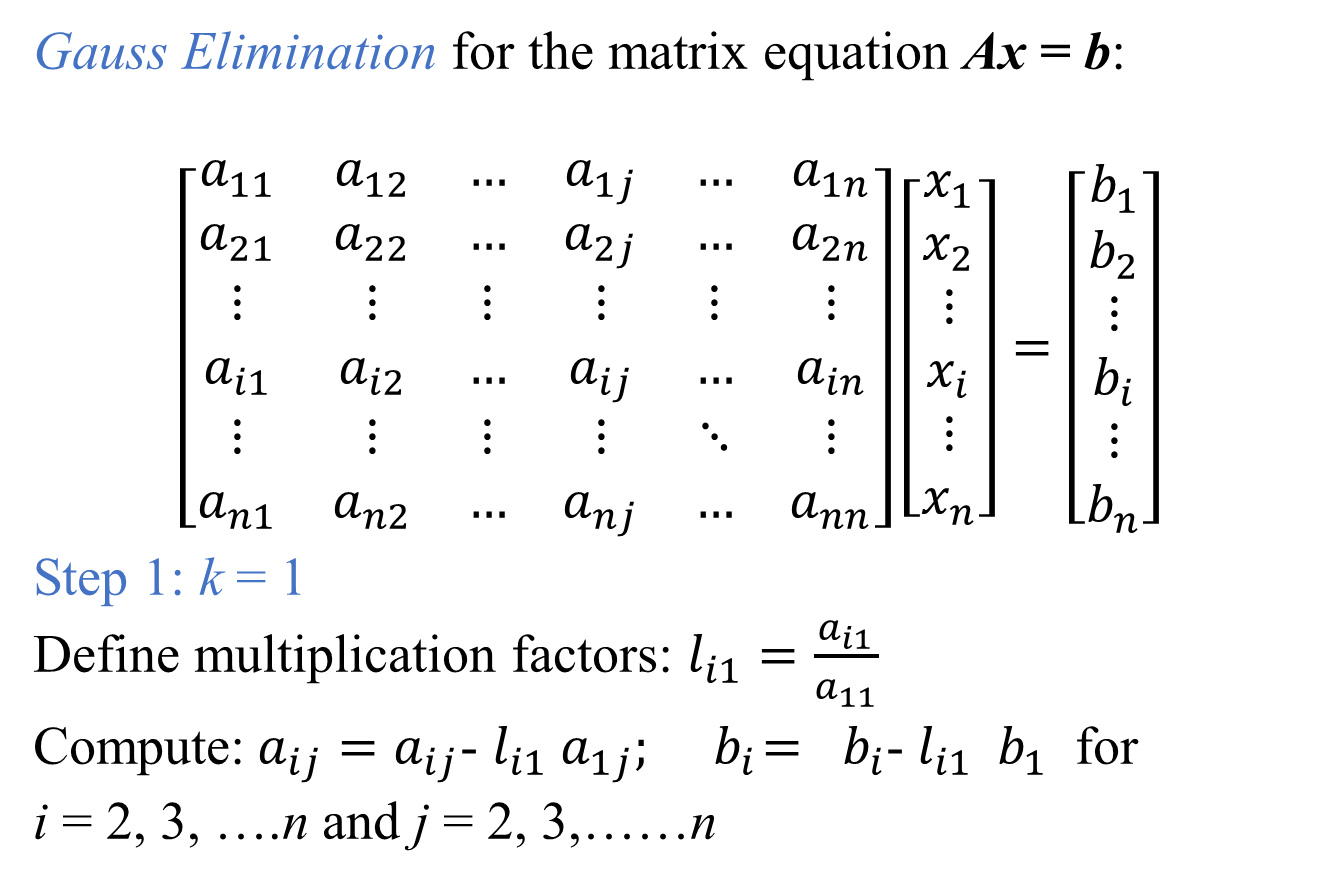 Gauss Elimination for the matrix equation Ax = b:
a11 a12 … a1j … a1n x1 b1
a21 a22 … a2j … a2n x2 b2
⋮ ⋮ ⋮ ⋮ ⋮ ⋮ ⋮ ⋮
ai1 ai2 … aij … ain xi = bi
⋮ ⋮ ⋮ ⋮ ⋱ ⋮ ⋮ ⋮
an1 an2 … anj … ann xn bn
Step 1: k = 1
Define multiplication factors: li1 = ai1/a11
Compute: aij = aij- li1 a1j; bi = bi- li1 b1 for
i = 2, 3, ….n and j = 2, 3,……n